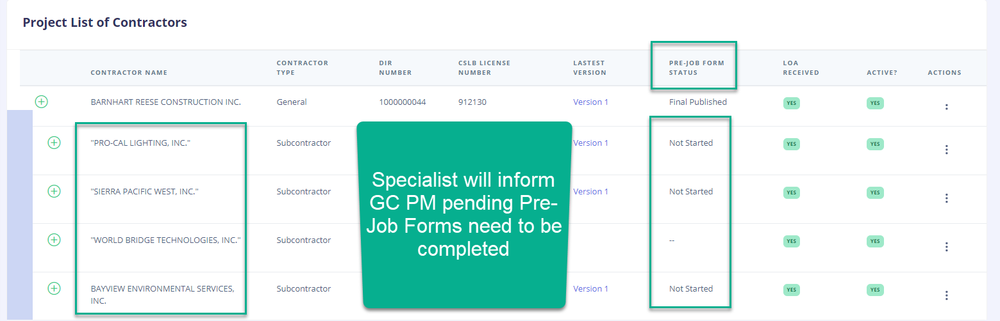 Project List of Contractors
CONTRACTOR NAME CONTRACTOR TYPE DIR NUMBER CSLB LICENSE NUMBER LASTEST VERSION PRE-JOB FORM STATUS LOA RECEIVED ACTIVE? ACTIONS
BARNHART REESE CONSTRUCTION INC. General 1000000044 912130 Version 1 Final Published YES YES
"PRO-CAL LIGHTING, INC." Subcontractor Version 1 Not Started YES YES
"SIERRA PACIFIC WEST, INC." Subcontractor Version 1 Not Started YES YES
"WORLD BRIDGE TECHNOLOGIES, INC." Subcontractor -- YES YES
BAYVIEW ENVIRONMENTAL SERVICES, Subcontractor Version 1 Not Started YES YES
INC.
Specialist will inform
GC PM pending Pre-
Job Forms need to be
completed